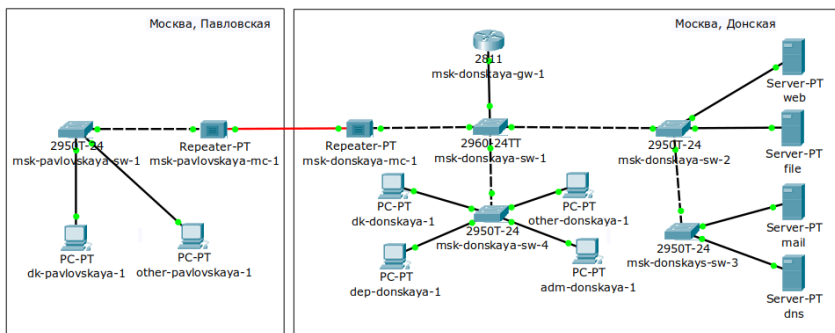 Москва, Павловская
2950T-24
msk-pavlovskaya-sw-1
Repeater-PT
msk-pavlovskaya-mc-1
PC-PT
dk-pavlovskaya-1
PC-PT
other-pavlovskaya-1
Москва, Донская
2811
msk-donskaya-gw-1
Repeater-PT
msk-donskaya-mc-1
2960-24TT
msk-donskaya-sw-1
2950T-24
msk-donskaya-sw-2
Server-PT
web
Server-PT
file
PC-PT
dk-donskaya-1
PC-PT
other-donskaya-1
2950T-24
msk-donskaya-sw-4
PC-PT
dep-donskaya-1
PC-PT
adm-donskaya-1
2950T-24
msk-donskays-sw-3
Server-PT
mail
Server-PT
dns